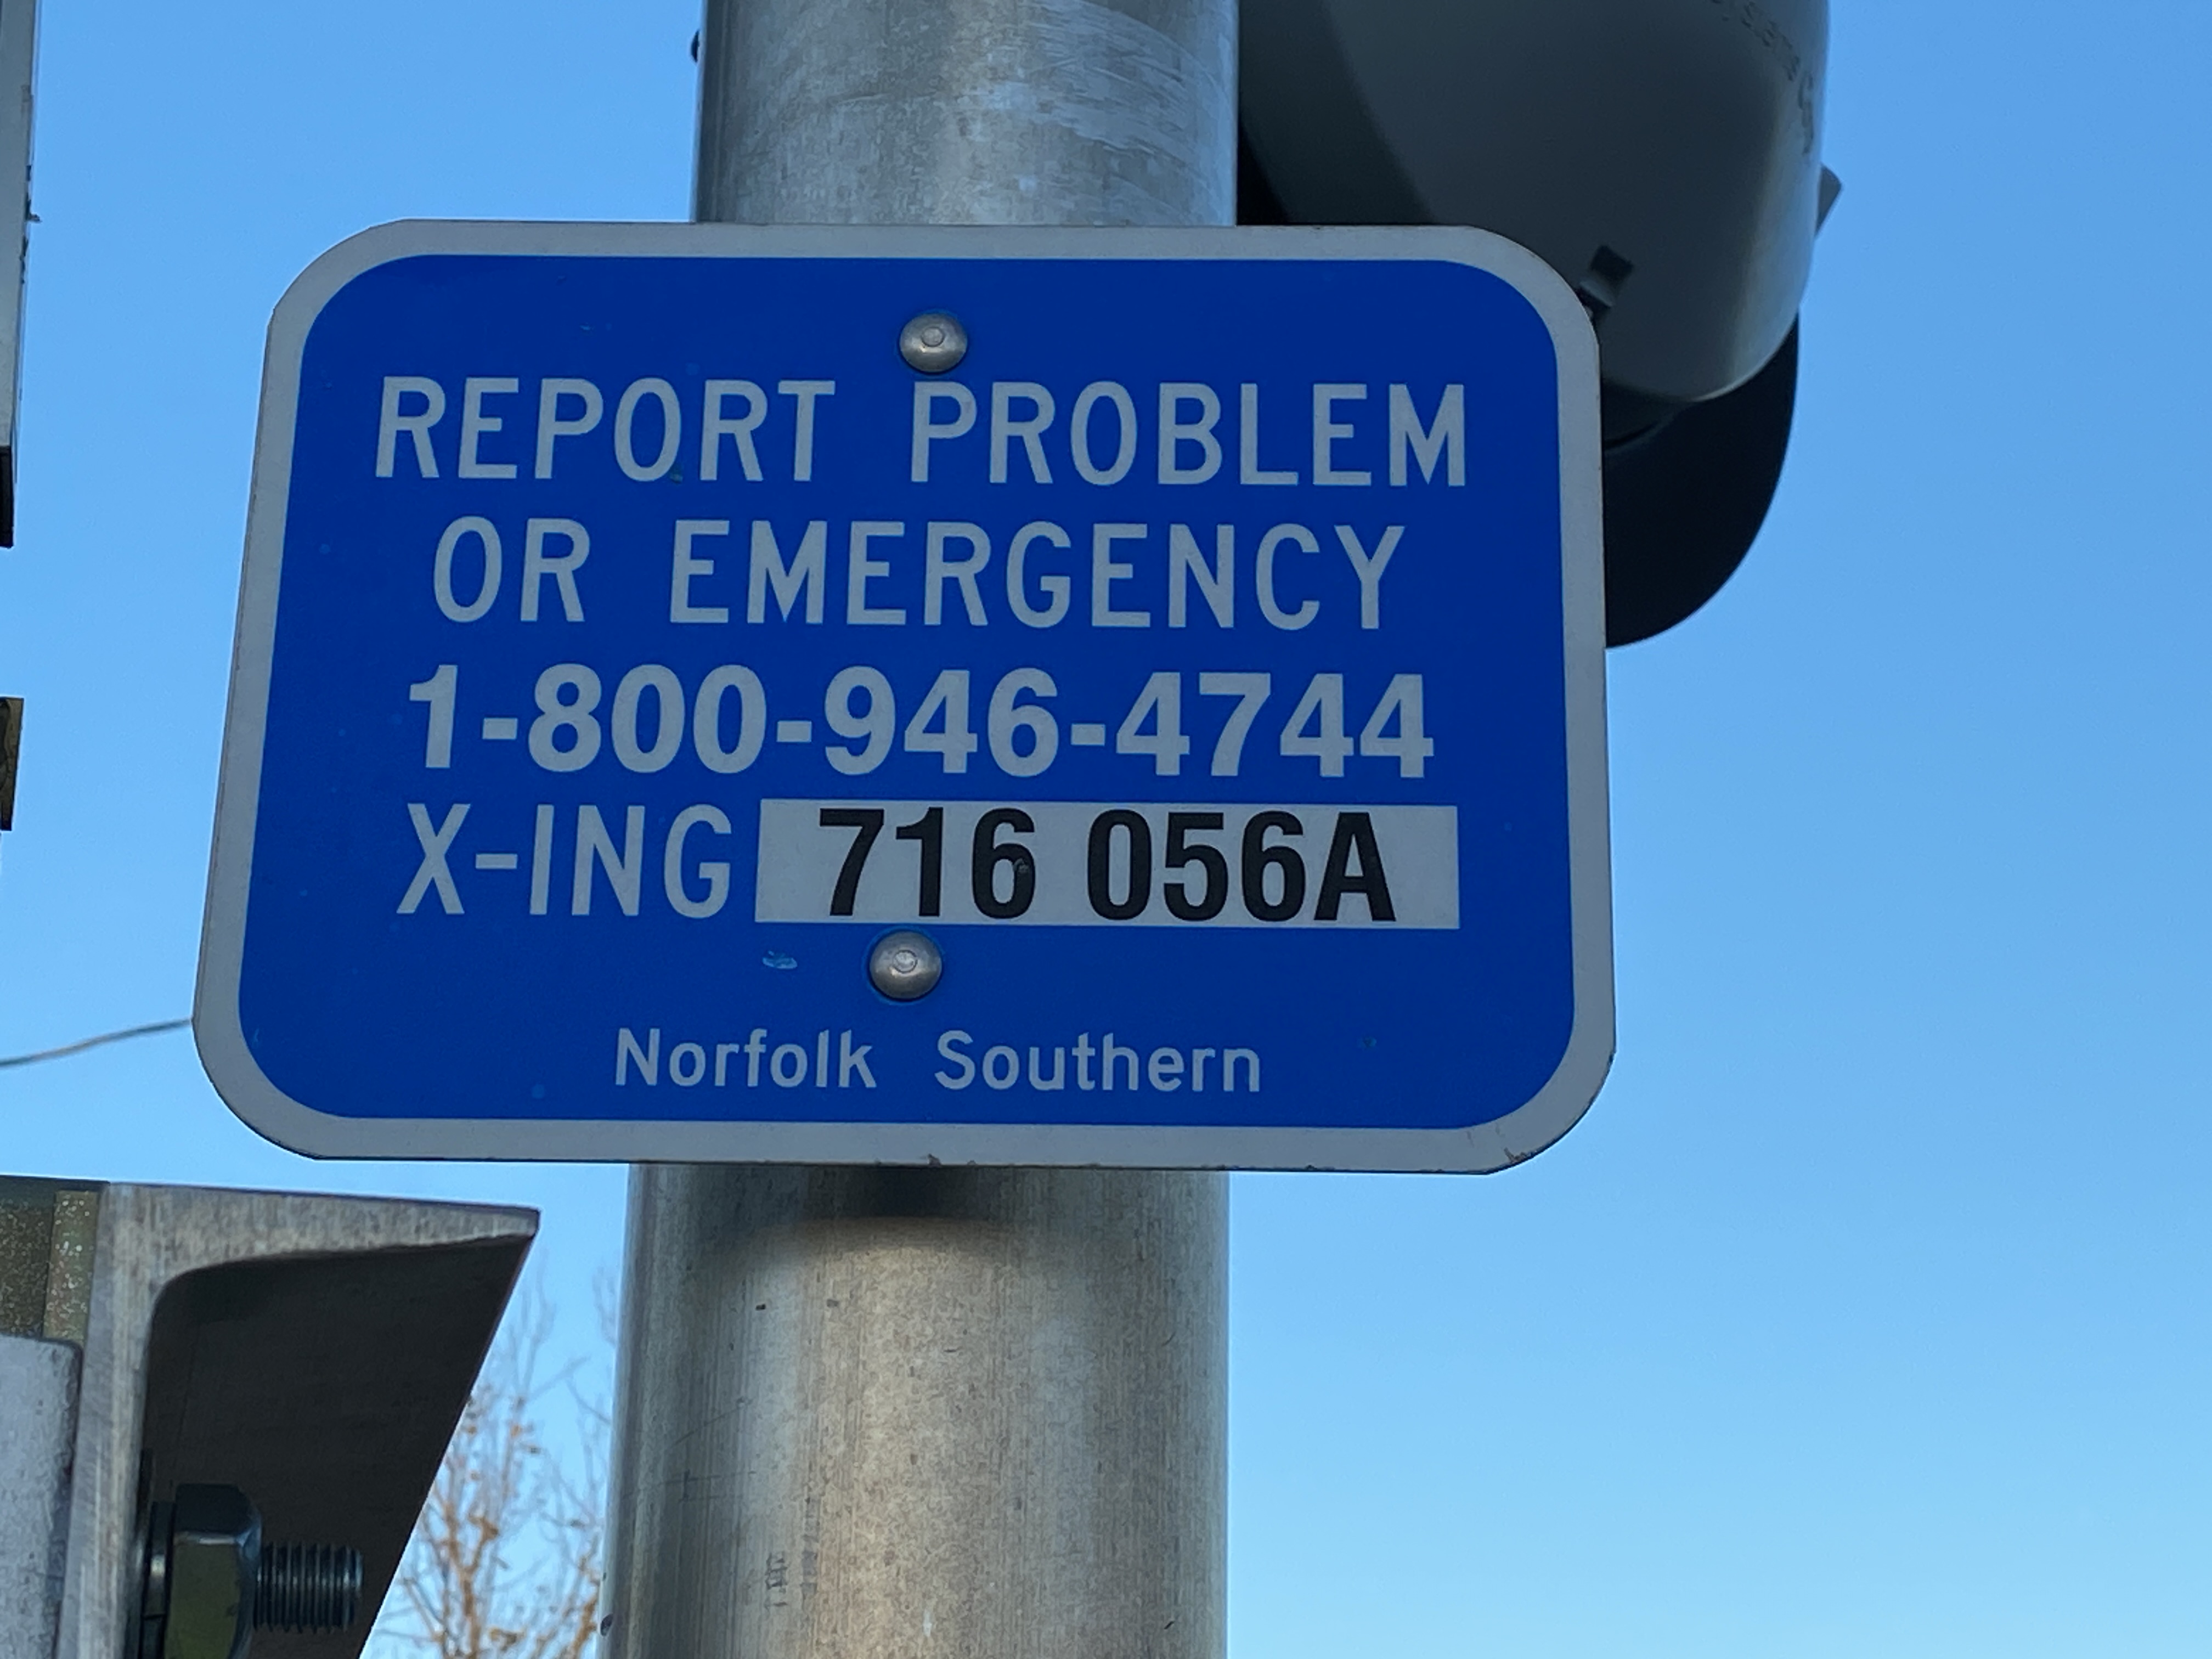 REPORT PROBLEM
OR EMERGENCY
1-800-946-4744
X-ING 716 056A
Norfolk Southern